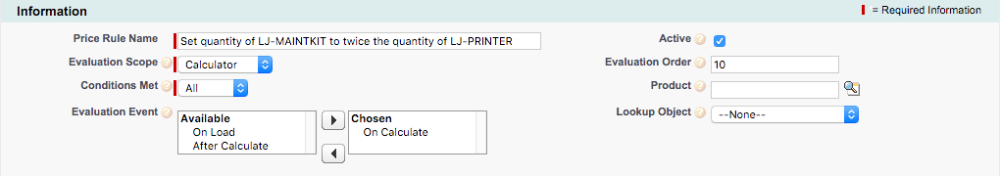 Information
= Required Information
Price Rule Name Set quantity of LJ-MAINTKIT to twice the quantity of LJ-PRINTER
Active
Evaluation Scope Calculator
Evaluation Order 10
Conditions Met All
Product
Evaluation Event
Available
On Load
After Calculate
Chosen
On Calculate
Lookup Object --None--